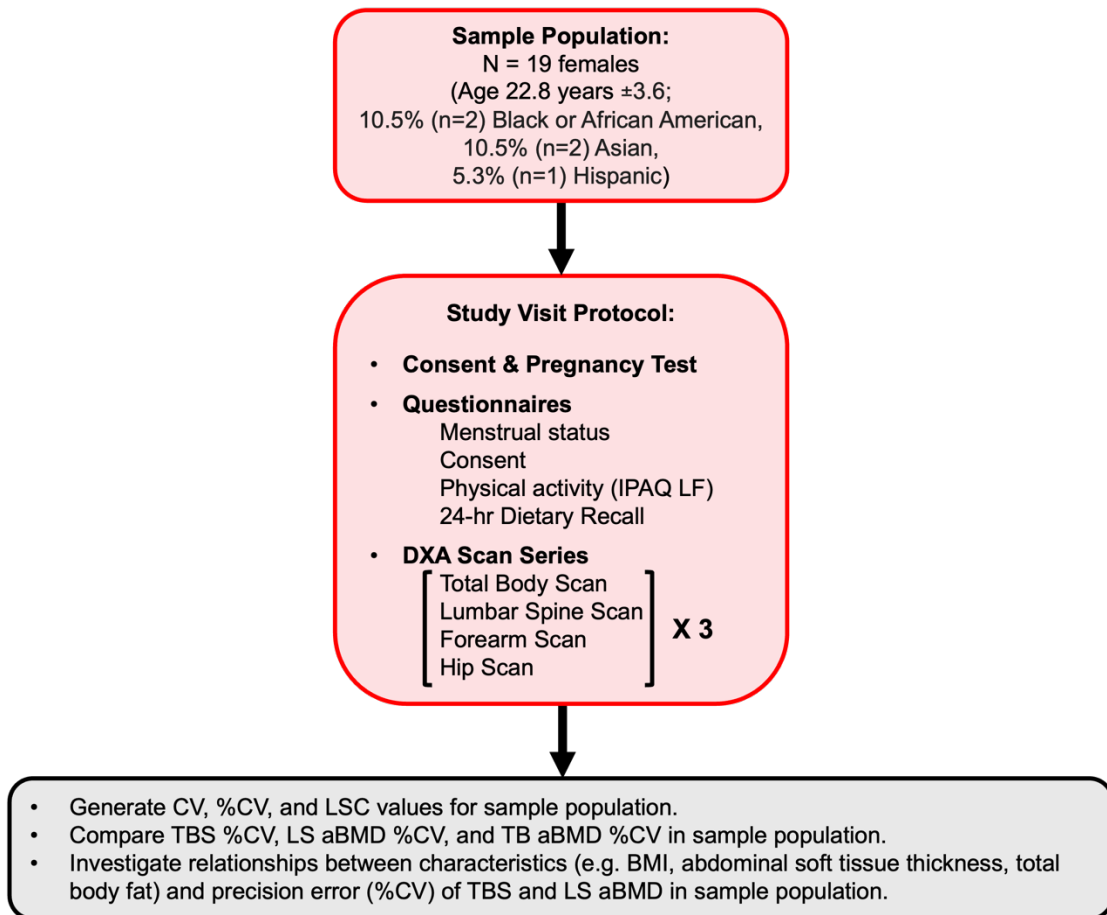 Sample Population:
N = 19 females
(Age 22.8 years ±3.6;
10.5% (n=2) Black or African American,
10.5% (n=2) Asian,
5.3% (n=1) Hispanic)
Study Visit Protocol:
• Consent & Pregnancy Test
• Questionnaires
Menstrual status
Consent
Physical activity (IPAQ LF)
24-hr Dietary Recall
• DXA Scan Series
Total Body Scan
Lumbar Spine Scan
Forearm Scan
Hip Scan
X 3
• Generate CV, %CV, and LSC values for sample population.
• Compare TBS %CV, LS aBMD %CV, and TB aBMD %CV in sample population.
• Investigate relationships between characteristics (e.g. BMI, abdominal soft tissue thickness, total
body fat) and precision error (%CV) of TBS and LS aBMD in sample population.